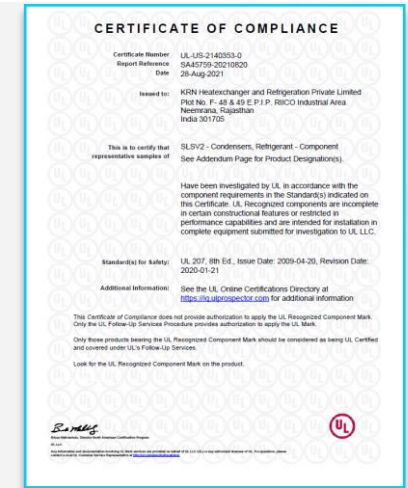 CERTIFICATE OF COMPLIANCE
Certificate Number UL-US-2140353-0
Report Reference SA45759-20210820
Date 28-Aug-2021
Issued to: KRN Heatexchanger and Refrigeration Private Limited
Plot No. F- 48 & 49 E.P.I.P. RIICO Industrial Area
Neemrana, Rajasthan
India 301705
This is to certify that SLSV2 - Condensers, Refrigerant - Component
representative samples of See Addendum Page for Product Designation(s).
Have been investigated by UL in accordance with the
component requirements in the Standard(s) indicated on
this Certificate. UL Recognized components are incomplete
in certain constructional features or restricted in
performance capabilities and are intended for installation in
complete equipment submitted for investigation to UL LLC.
Standard(s) for Safety: UL 207, 8th Ed., Issue Date: 2009-04-20, Revision Date:
2020-01-21
Additional Information: See the UL Online Certifications Directory at
https://iq.ulprospector.com for additional information
This Certificate of Compliance does not provide authorization to apply the UL Recognized Component Mark.
Only the UL Follow-Up Services Procedure provides authorization to apply the UL Mark.
Only those products bearing the UL Recognized Component Mark should be considered as being UL Certified
and covered under UL's Follow-Up Services.
Look for the UL Recognized Component Mark on the product.
UL